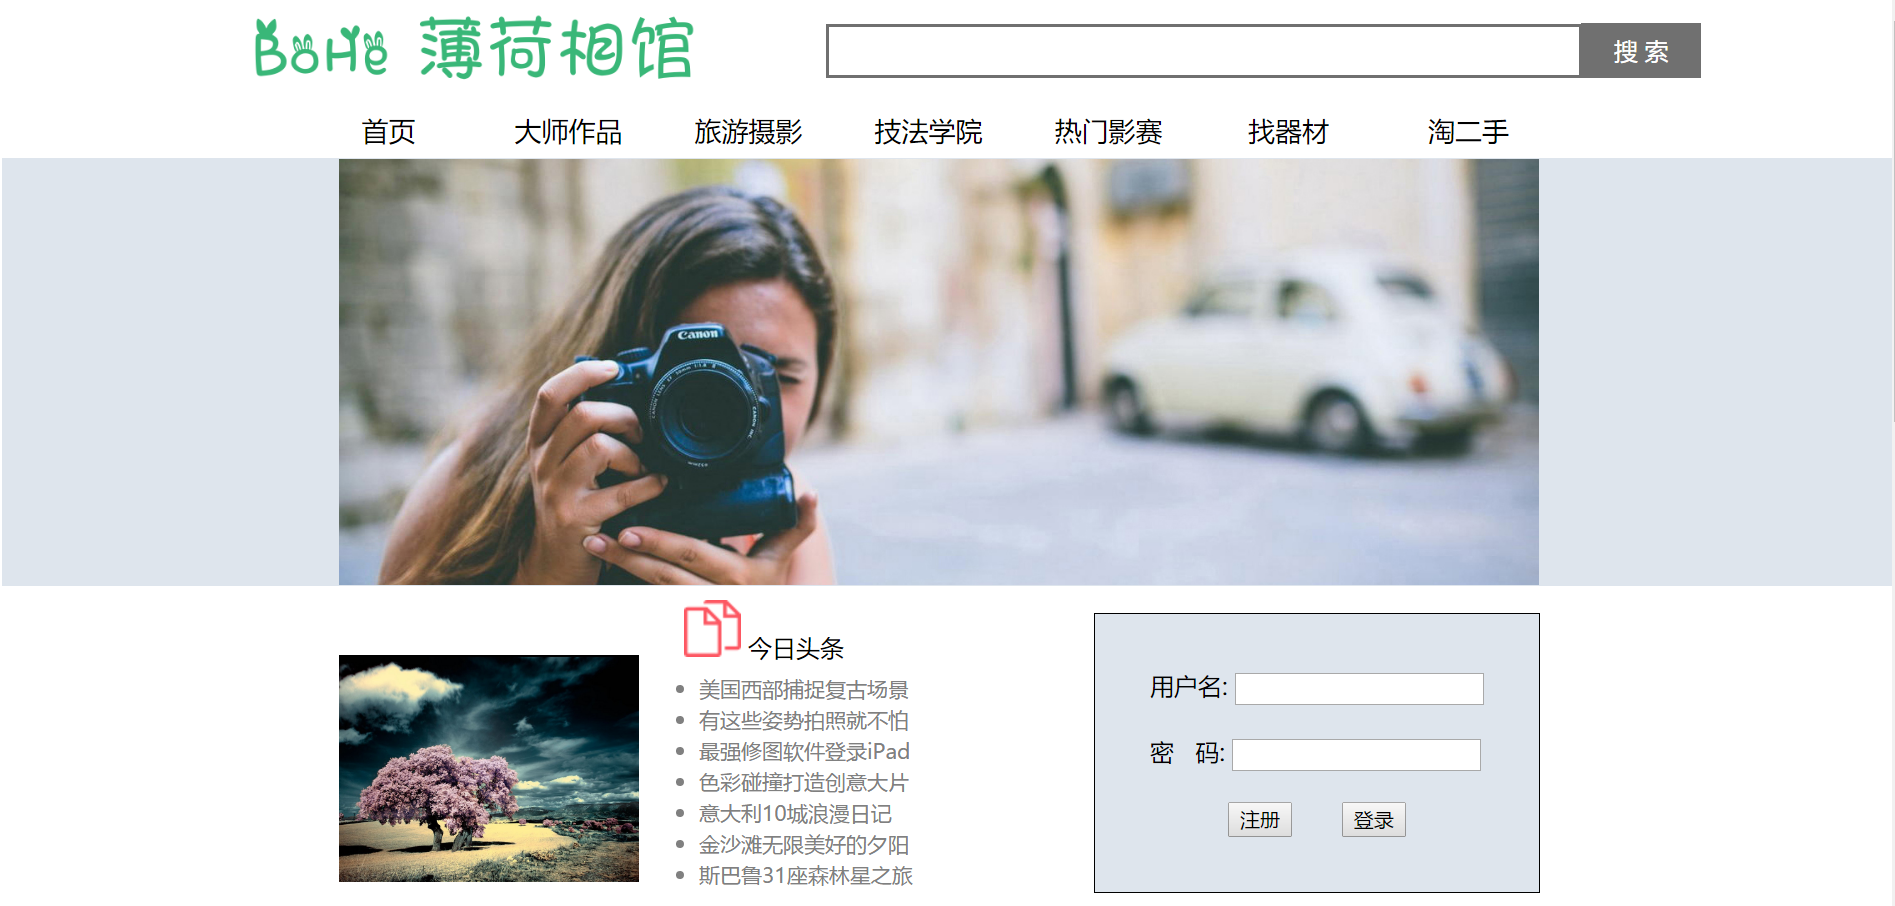 BoHe 薄荷相馆
搜 索
首页 大师作品 旅游摄影 技法学院 热门影赛 找器材 淘二手
Canon
今日头条
美国西部捕捉复古场景
有这些姿势拍照就不怕
最强修图软件登录iPad
色彩碰撞打造创意大片
意大利10城浪漫日记
金沙滩无限美好的夕阳
斯巴鲁31座森林星之旅
用户名:
密 码:
注册 登录